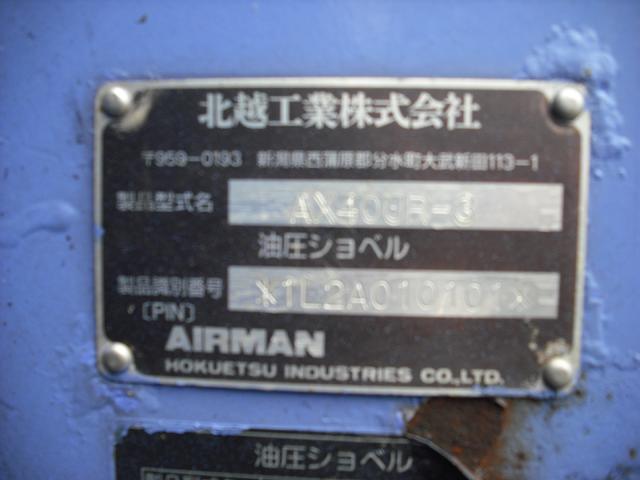 北越工業株式会社
〒959-0193 新潟県西蒲原郡分水町大武新田113-1
製品型式名 AX40UR-3
油圧ショベル
製品識別番号 *1L2A010101*
〔PIN〕
AIRMAN
HOKUETSU INDUSTRIES CO.,LTD.
油圧ショベル